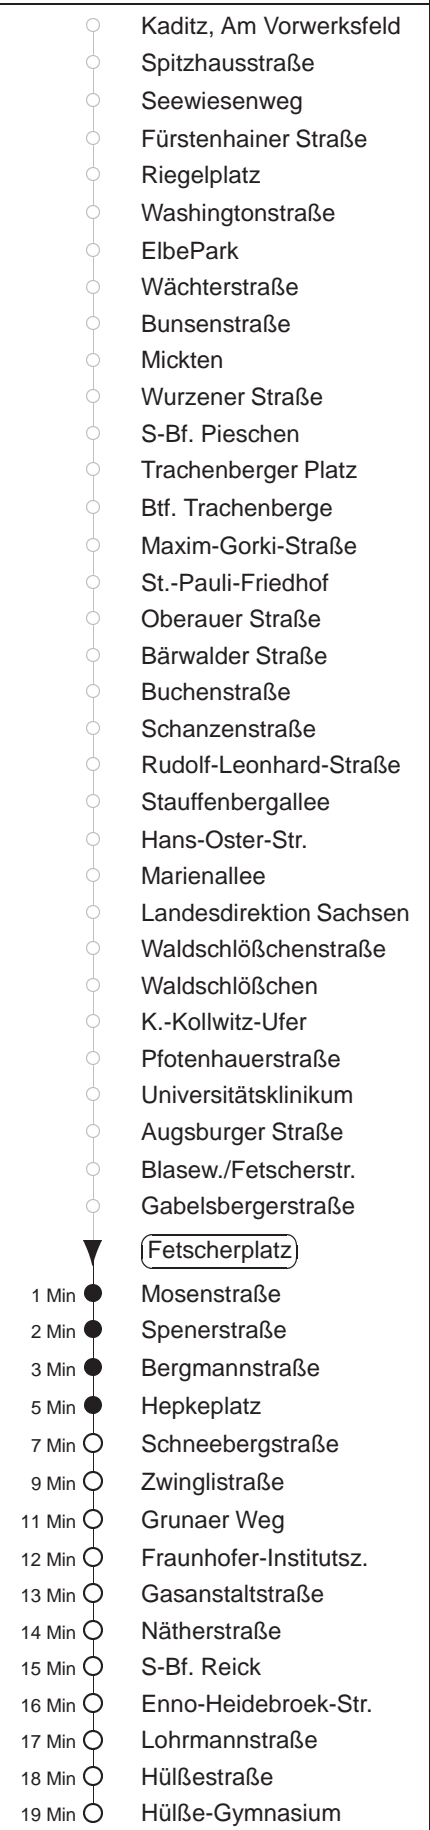 Kaditz, Am Vorwerksfeld
Spitzhausstraße
Seewiesenweg
Fürstenhainer Straße
Riegelplatz
Washingtonstraße
ElbePark
Wächterstraße
Bunsenstraße
Mickten
Wurzener Straße
S-Bf. Pieschen
Trachenberger Platz
Btf. Trachenberge
Maxim-Gorki-Straße
St.-Pauli-Friedhof
Oberauer Straße
Bärwalder Straße
Buchenstraße
Schanzenstraße
Rudolf-Leonhard-Straße
Stauffenbergallee
Hans-Oster-Str.
Marienallee
Landesdirektion Sachsen
Waldschlößchenstraße
Waldschlößchen
K.-Kollwitz-Ufer
Pfotenhauerstraße
Universitätsklinikum
Augsburger Straße
Blasew./Fetscherstr.
Gabelsbergerstraße
Fetscherplatz
1 Min Mosenstraße
2 Min Spenerstraße
3 Min Bergmannstraße
5 Min Hepkeplatz
7 Min Schneebergstraße
9 Min Zwinglistraße
11 Min Grunaer Weg
12 Min Fraunhofer-Institutsz.
13 Min Gasanstaltstraße
14 Min Nätherstraße
15 Min S-Bf. Reick
16 Min Enno-Heidebroek-Str.
17 Min Lohrmannstraße
18 Min Hülßestraße
19 Min Hülße-Gymnasium